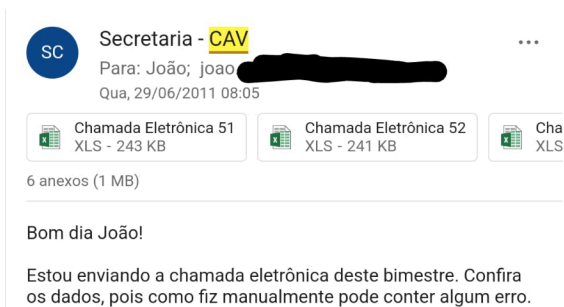 SC
Secretaria - CAV
Para: João; joao
Qua, 29/06/2011 08:05
Chamada Eletrônica 51
XLS - 243 KB
Chamada Eletrônica 52
XLS - 241 KB
Cha
XLS
6 anexos (1 MB)
Bom dia João!
Estou enviando a chamada eletrônica deste bimestre. Confira
os dados, pois como fiz manualmente pode conter algum erro.